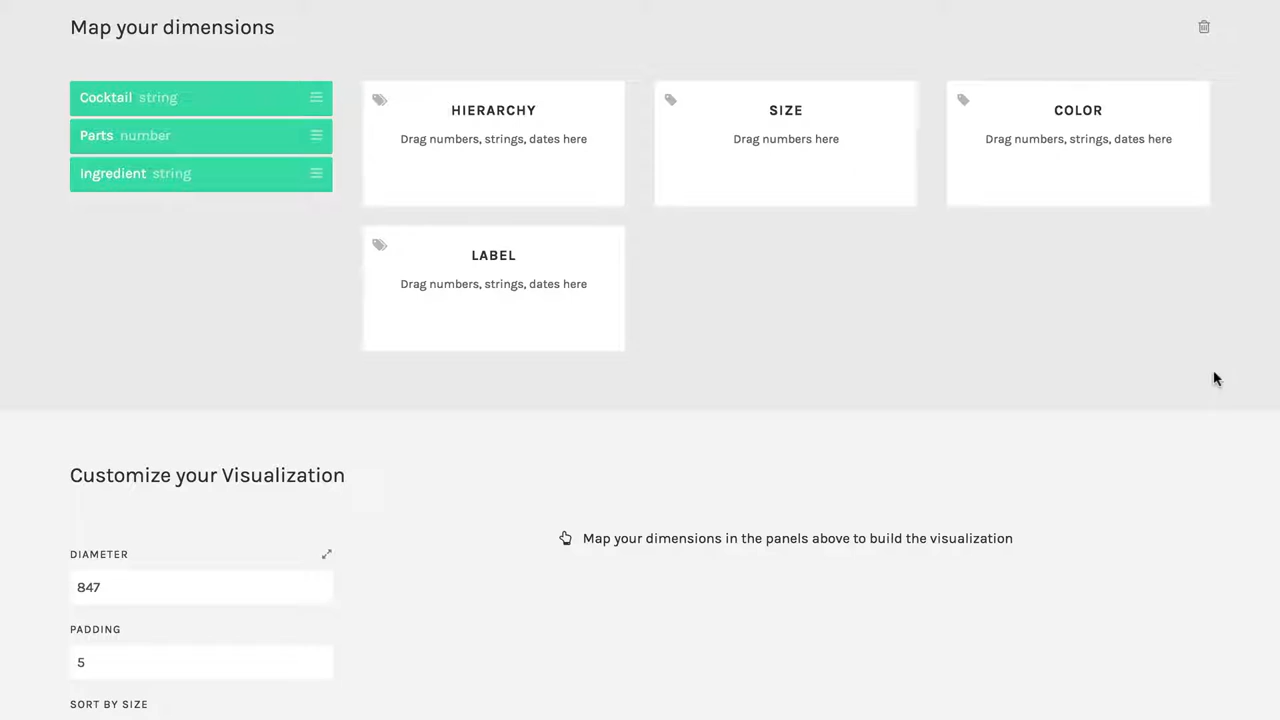 Map your dimensions
Cocktail string
Parts number
Ingredient string
HIERARCHY
Drag numbers, strings, dates here
SIZE
Drag numbers here
COLOR
Drag numbers, strings, dates here
LABEL
Drag numbers, strings, dates here
Customize your Visualization
DIAMETER
847
PADDING
5
SORT BY SIZE
Map your dimensions in the panels above to build the visualization